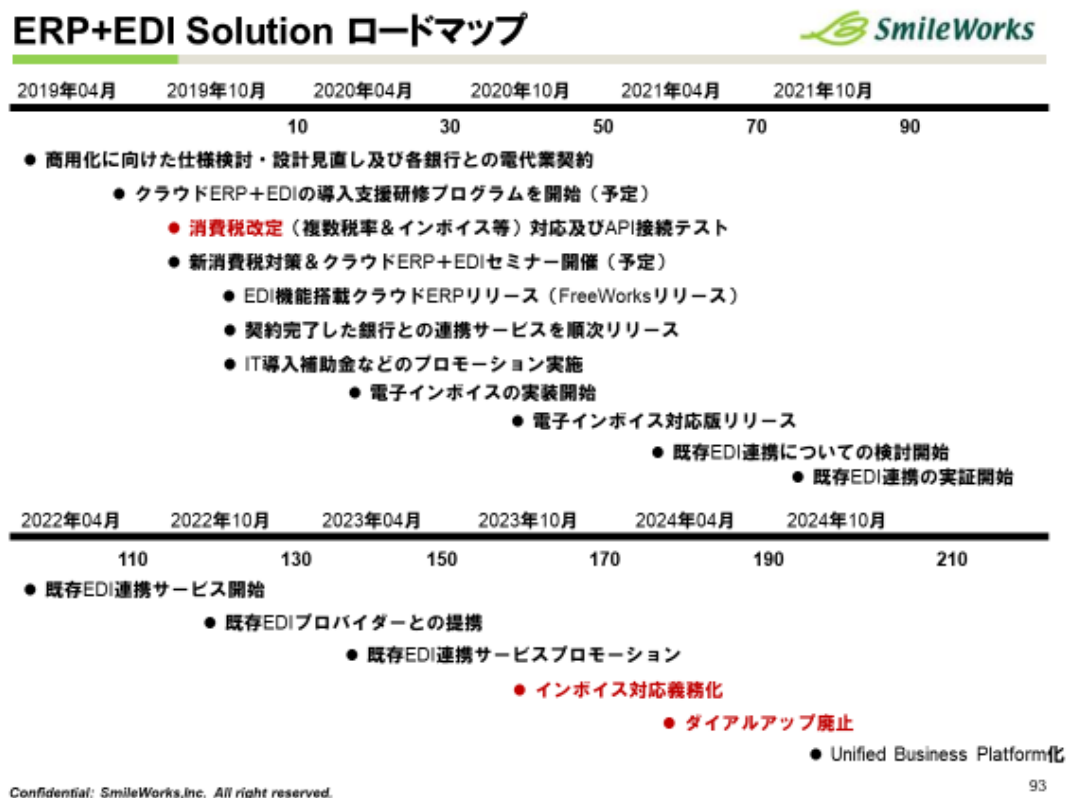 ERP+EDI Solution ロードマップ
SmileWorks
2019年04月 2019年10月 2020年04月 2020年10月 2021年04月 2021年10月
10 30 50 70 90
● 商用化に向けた仕様検討・設計見直し及び各銀行との電代業契約
● クラウドERP＋EDIの導入支援研修プログラムを開始（予定）
● 消費税改定（複数税率＆インボイス等）対応及びAPI接続テスト
● 新消費税対策＆クラウドERP＋EDIセミナー開催（予定）
● EDI機能搭載クラウドERPリリース（FreeWorksリリース）
● 契約完了した銀行との連携サービスを順次リリース
● IT導入補助金などのプロモーション実施
● 電子インボイスの実装開始
● 電子インボイス対応版リリース
● 既存EDI連携についての検討開始
● 既存EDI連携の実証開始
2022年04月 2022年10月 2023年04月 2023年10月 2024年04月 2024年10月
110 130 150 170 190 210
● 既存EDI連携サービス開始
● 既存EDIプロバイダーとの提携
● 既存EDI連携サービスプロモーション
● インボイス対応義務化
● ダイアルアップ廃止
● Unified Business Platform化
93
Confidential: SmileWorks,Inc. All right reserved.